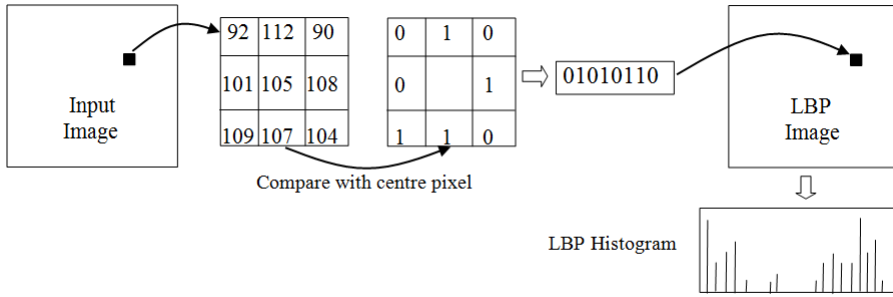 Input
Image
92 112 90
101 105 108
109 107 104
0 1 0
0 1
1 1 0
Compare with centre pixel
01010110
LBP
Image
LBP Histogram